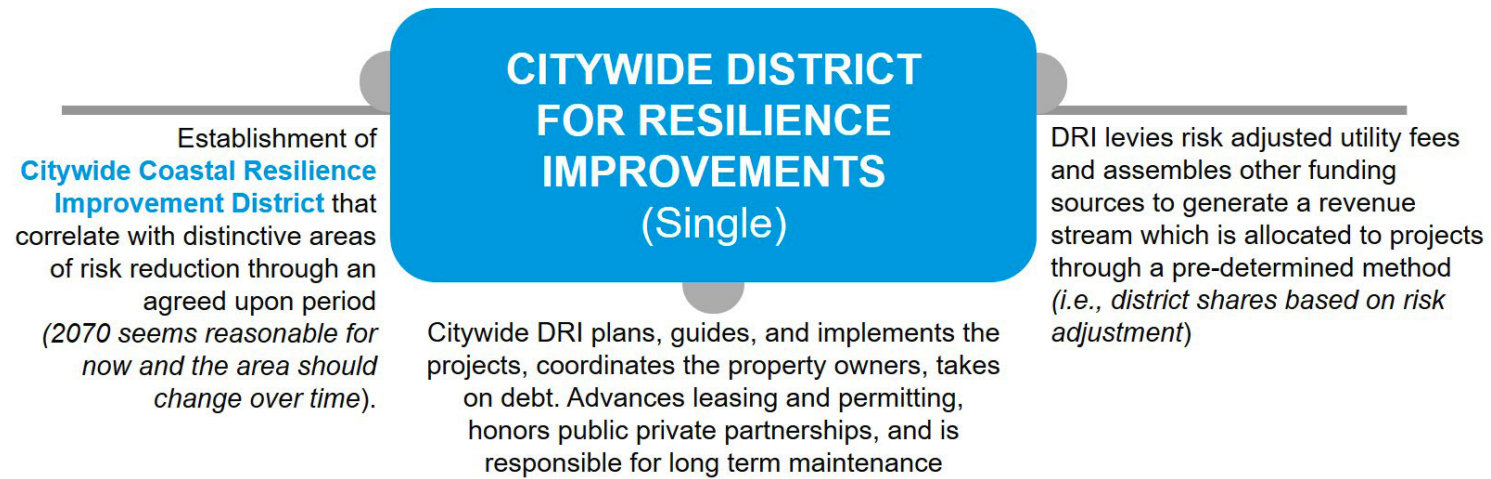 CITYWIDE DISTRICT
FOR RESILIENCE
IMPROVEMENTS
(Single)
Establishment of
Citywide Coastal Resilience
Improvement District that
correlate with distinctive areas
of risk reduction through an
agreed upon period
(2070 seems reasonable for
now and the area should
change over time).
Citywide DRI plans, guides, and implements the
projects, coordinates the property owners, takes
on debt. Advances leasing and permitting,
honors public private partnerships, and is
responsible for long term maintenance
DRI levies risk adjusted utility fees
and assembles other funding
sources to generate a revenue
stream which is allocated to projects
through a pre-determined method
(i.e., district shares based on risk
adjustment)